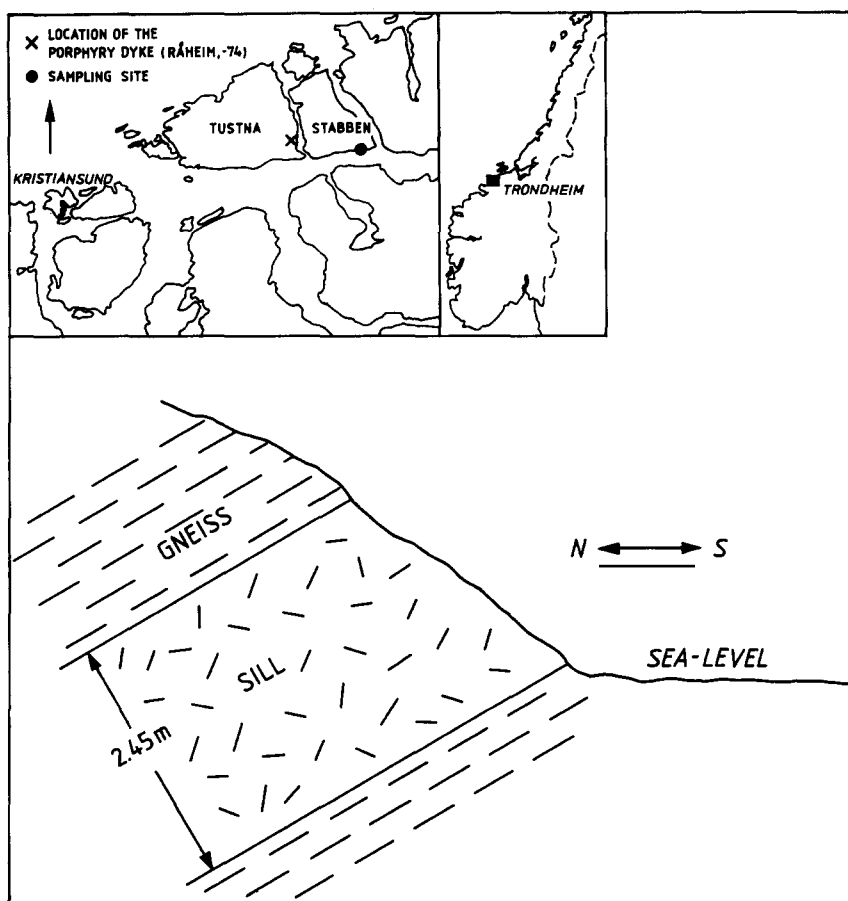 × LOCATION OF THE
PORPHYRY DYKE (RÅHEIM,-74)
● SAMPLING SITE
TUSTNA
STABBEN
KRISTIANSUND
TRONDHEIM
GNEISS
N S
SILL
SEA-LEVEL
2.45m